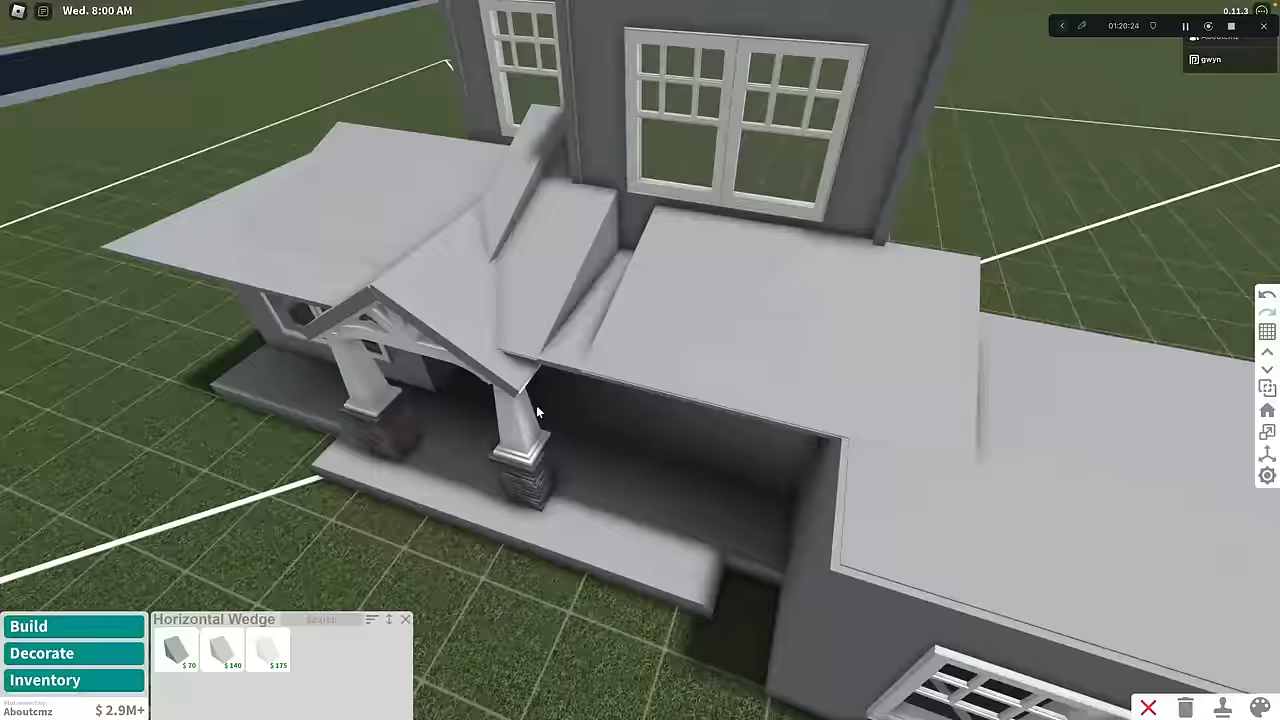 Wed. 8:00 AM
0.11.3
01:20:24
gwyn
Build
Decorate
Inventory
Aboutcmz
$ 2.9M+
Horizontal Wedge
$ 70
$ 140
$ 175